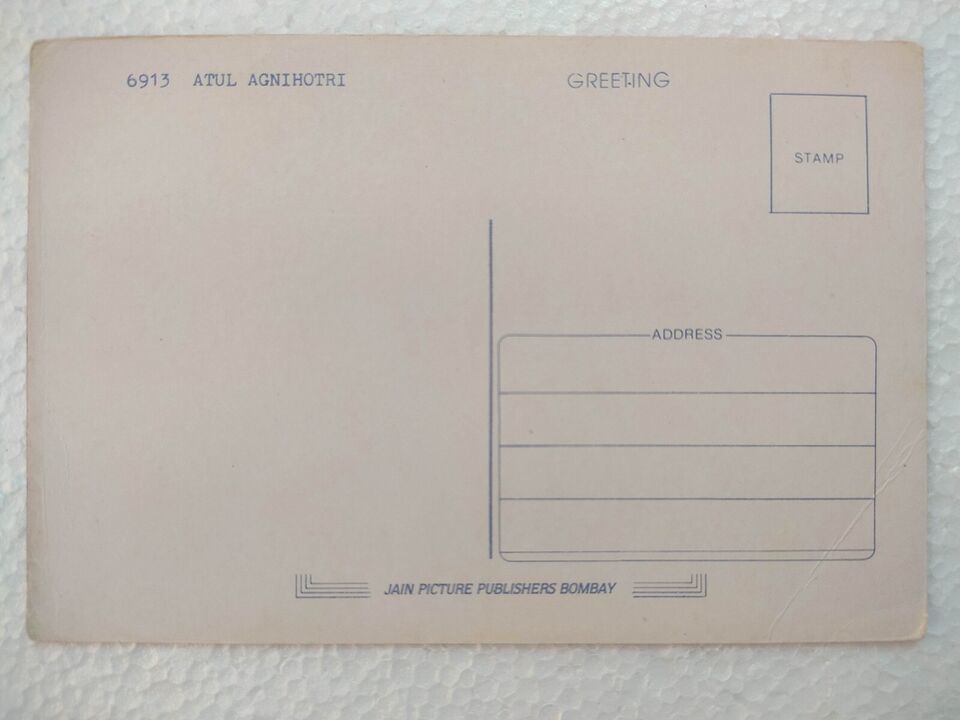 6913 ATUL AGNIHOTRI
GREETING
STAMP
ADDRESS
JAIN PICTURE PUBLISHERS BOMBAY